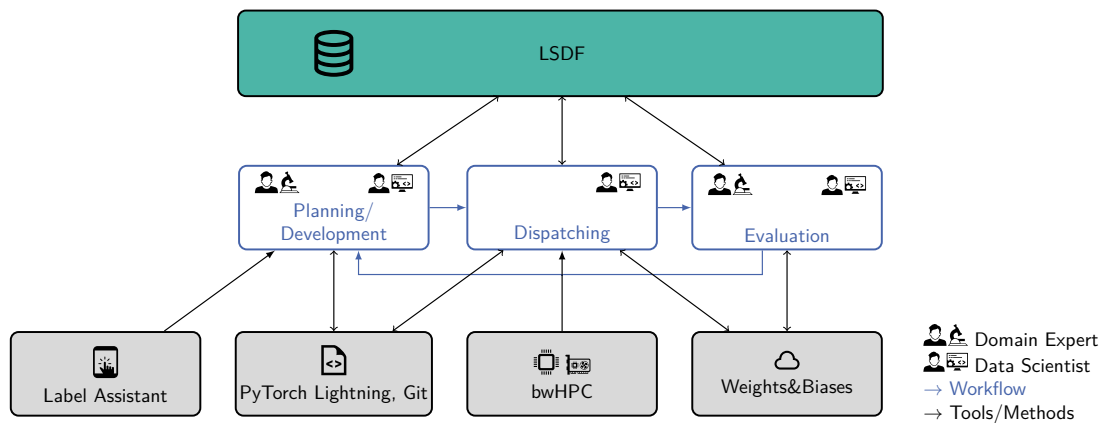 LSDF
Planning/
Development
Dispatching
Evaluation
Label Assistant
PyTorch Lightning, Git
bwHPC
Weights&Biases
Domain Expert
Data Scientist
→ Workflow
→ Tools/Methods